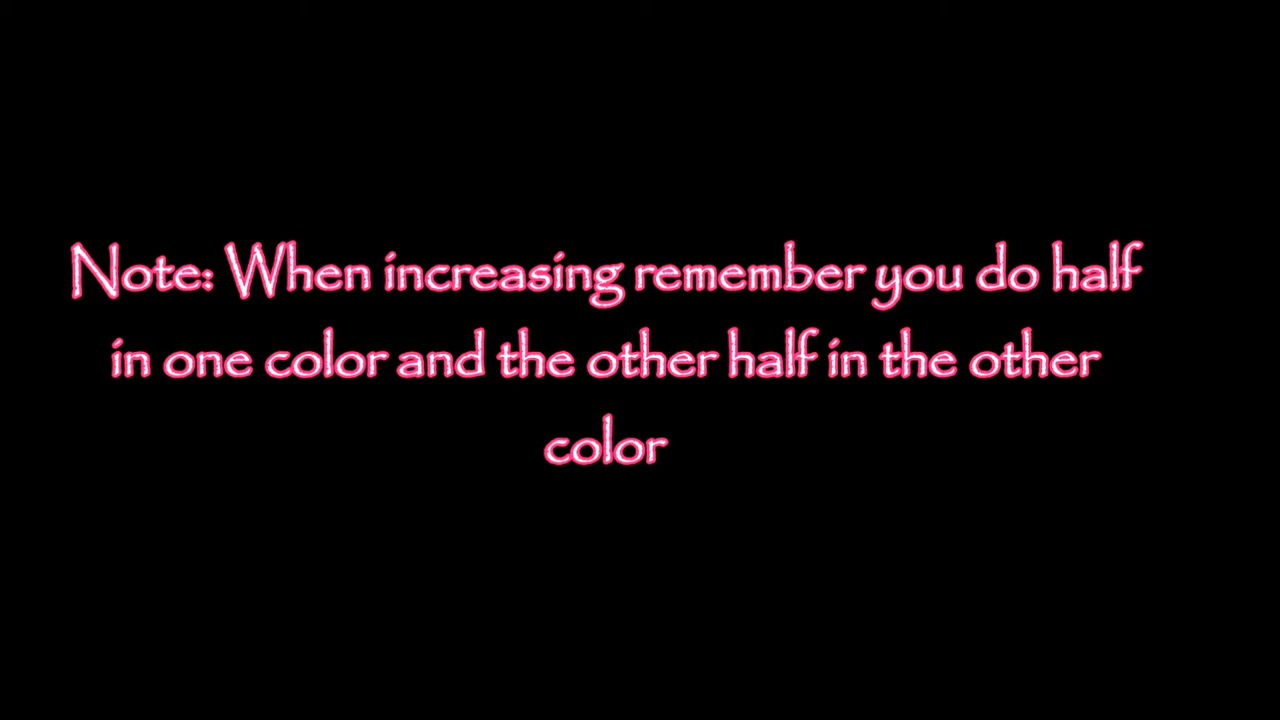 Note: When increasing remember you do half
in one color and the other half in the other
color